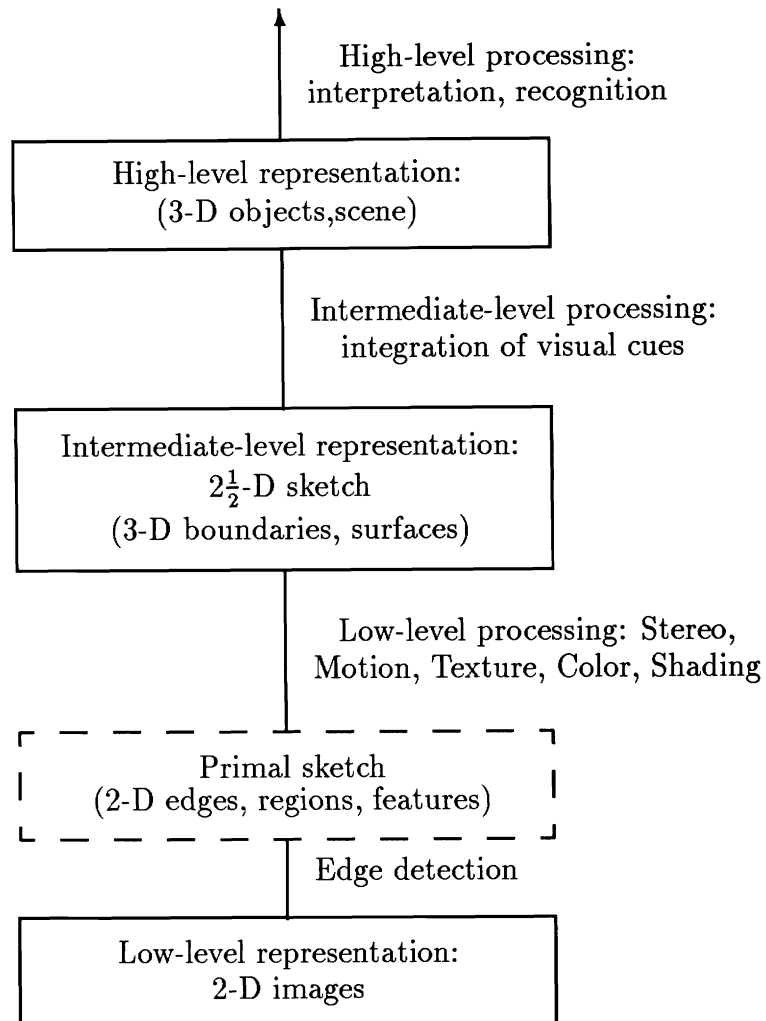 High-level processing:
interpretation, recognition
High-level representation:
(3-D objects,scene)
Intermediate-level processing:
integration of visual cues
Intermediate-level representation:
2½-D sketch
(3-D boundaries, surfaces)
Low-level processing: Stereo,
Motion, Texture, Color, Shading
Primal sketch
(2-D edges, regions, features)
Edge detection
Low-level representation:
2-D images